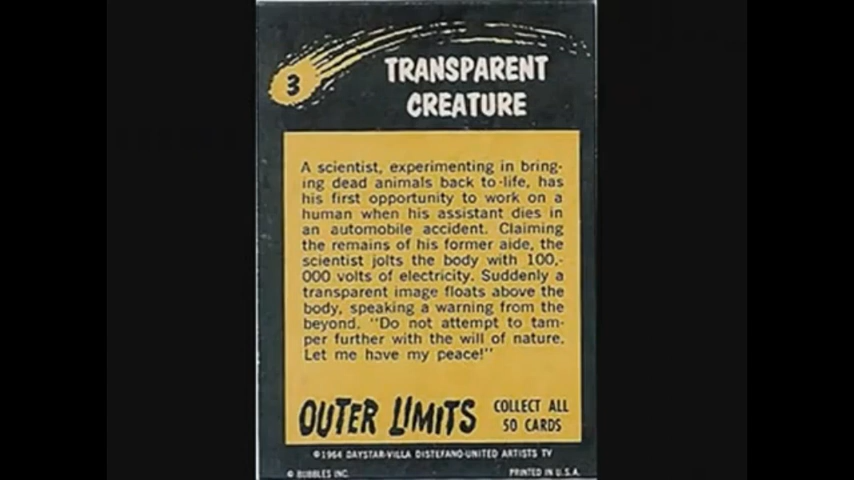 3
TRANSPARENT
CREATURE
A scientist, experimenting in bring-
ing dead animals back to-life, has
his first opportunity to work on a
human when his assistant dies in
an automobile accident. Claiming
the remains of his former aide, the
scientist jolts the body with 100,-
000 volts of electricity. Suddenly a
transparent image floats above the
body, speaking a warning from the
beyond. "Do not attempt to tam-
per further with the will of nature.
Let me have my peace!"
OUTER LIMITS
COLLECT ALL
50 CARDS
©1964 DAYSTAR-VILLA DISTEFANO-UNITED ARTISTS TV
© BUBBLES INC.
PRINTED IN U.S.A.